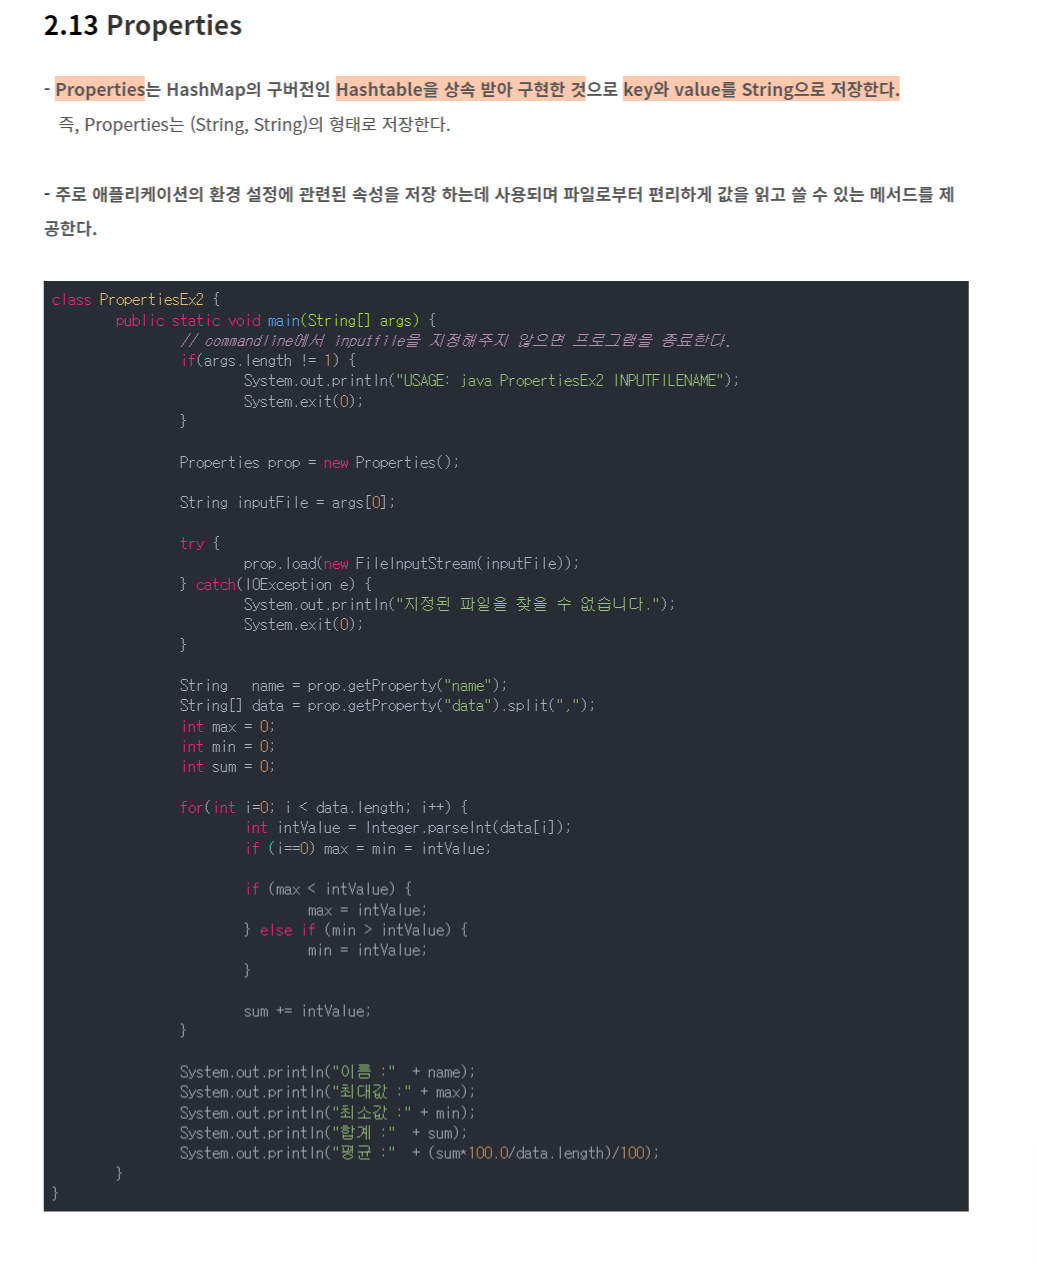 2.13 Properties
- Properties는 HashMap의 구버전인 Hashtable을 상속 받아 구현한 것으로 key와 value를 String으로 저장한다.
즉, Properties는 (String, String)의 형태로 저장한다.
- 주로 애플리케이션의 환경 설정에 관련된 속성을 저장 하는데 사용되며 파일로부터 편리하게 값을 읽고 쓸 수 있는 메서드를 제
공한다.
class PropertiesEx2 {
public static void main(String[] args) {
// commandline에서 inputfile을 지정해주지 않으면 프로그램을 종료한다.
if(args.length != 1) {
System.out.println("USAGE: java PropertiesEx2 INPUTFILENAME");
System.exit(0);
}
Properties prop = new Properties();
String inputFile = args[0];
try {
prop.load(new FileInputStream(inputFile));
} catch(IOException e) {
System.out.println("지정된 파일을 찾을 수 없습니다.");
System.exit(0);
}
String   name = prop.getProperty("name");
String[] data = prop.getProperty("data").split(",");
int max = 0;
int min = 0;
int sum = 0;
for(int i=0; i < data.length; i++) {
int intValue = Integer.parseInt(data[i]);
if (i==0) max = min = intValue;
if (max < intValue) {
max = intValue;
} else if (min > intValue) {
min = intValue;
}
sum += intValue;
}
System.out.println("이름 :"  + name);
System.out.println("최대값 :" + max);
System.out.println("최소값 :" + min);
System.out.println("합계 :"  + sum);
System.out.println("평균 :"  + (sum*100.0/data.length)/100);
}
}